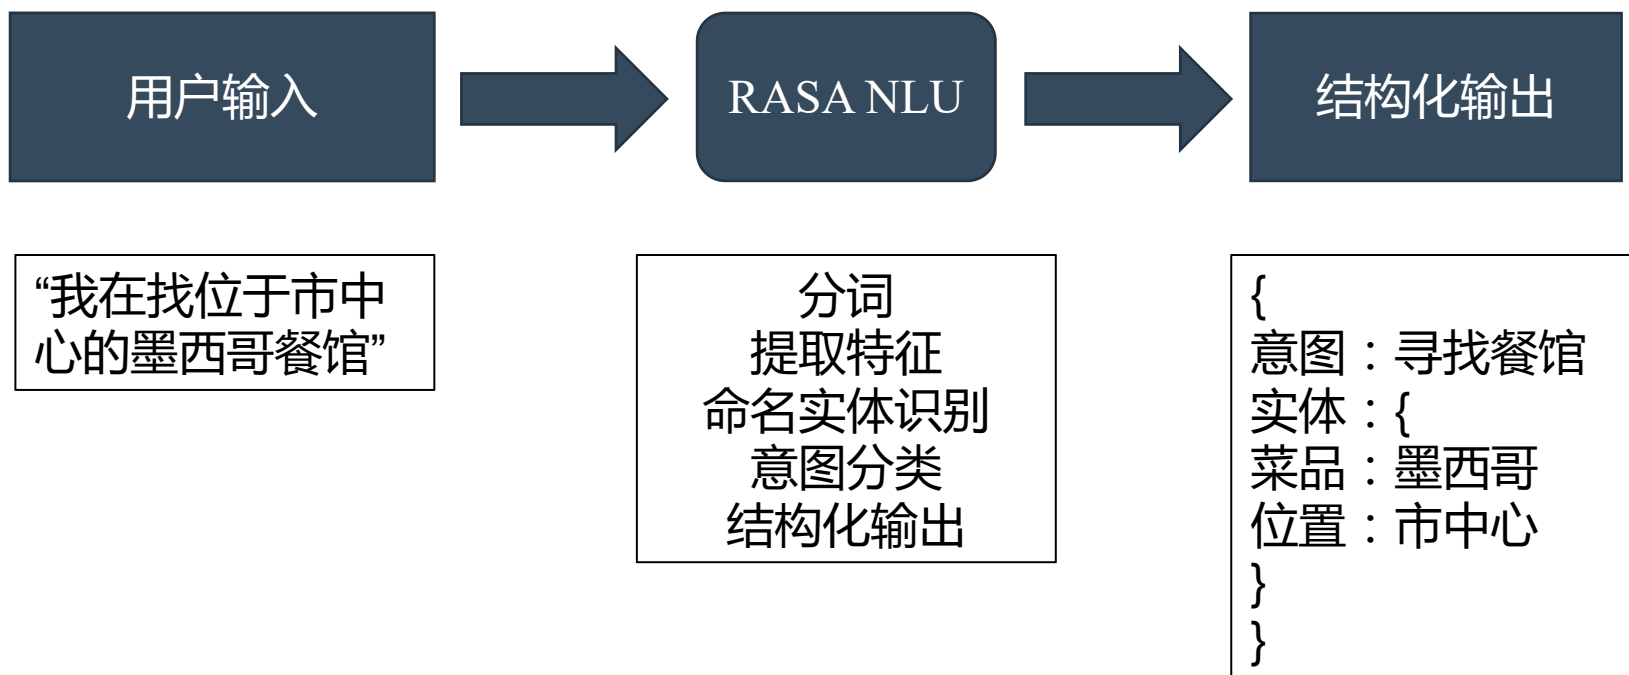 用户输入
RASA NLU
结构化输出
“我在找位于市中
心的墨西哥餐馆”
分词
提取特征
命名实体识别
意图分类
结构化输出
{
意图：寻找餐馆
实体：{
菜品：墨西哥
位置：市中心
}
}